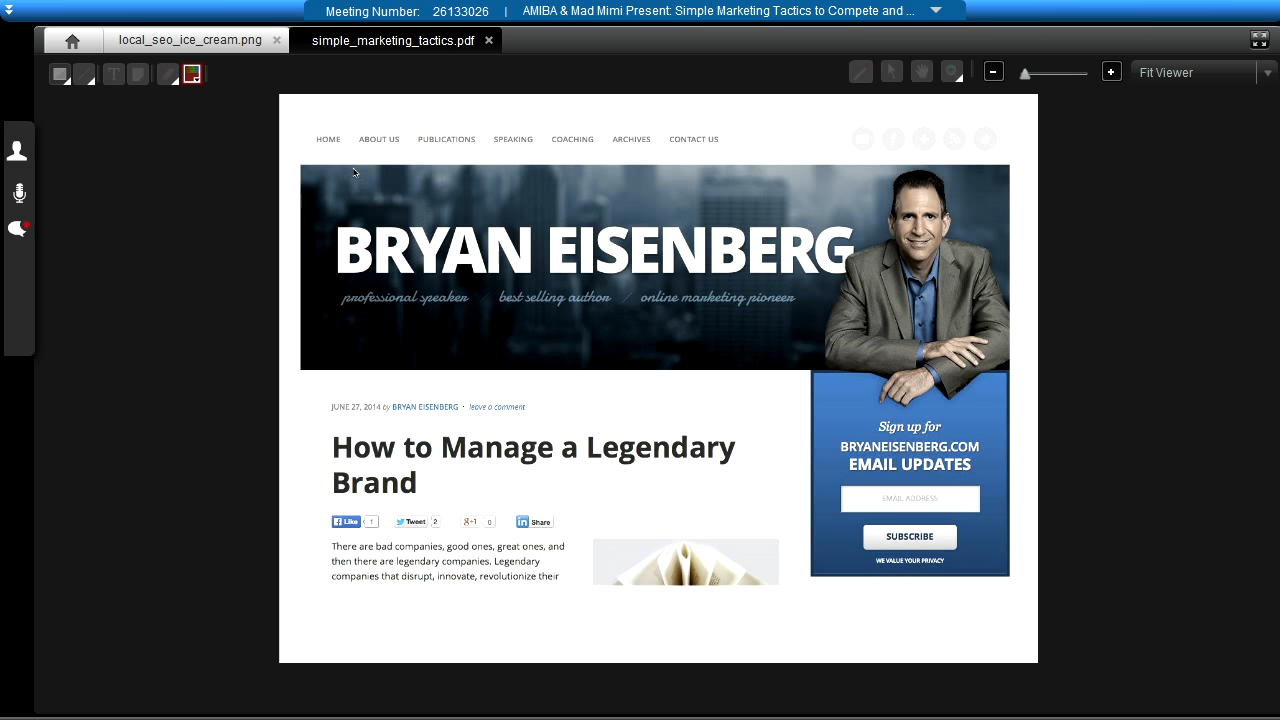 Meeting Number: 26133026 | AMIBA & Mad Mimi Present: Simple Marketing Tactics to Compete and ...
local_seo_ice_cream.png
simple_marketing_tactics.pdf
T
Fit Viewer
HOME ABOUT US PUBLICATIONS SPEAKING COACHING ARCHIVES CONTACT US
BRYAN EISENBERG
professional speaker / best selling author / online marketing pioneer
JUNE 27, 2014 by BRYAN EISENBERG · leave a comment
How to Manage a Legendary
Brand
Like 1 Tweet 2 g+1 0 in Share
There are bad companies, good ones, great ones, and
then there are legendary companies. Legendary
companies that disrupt, innovate, revolutionize their
Sign up for
BRYANEISENBERG.COM
EMAIL UPDATES
EMAIL ADDRESS
SUBSCRIBE
WE VALUE YOUR PRIVACY